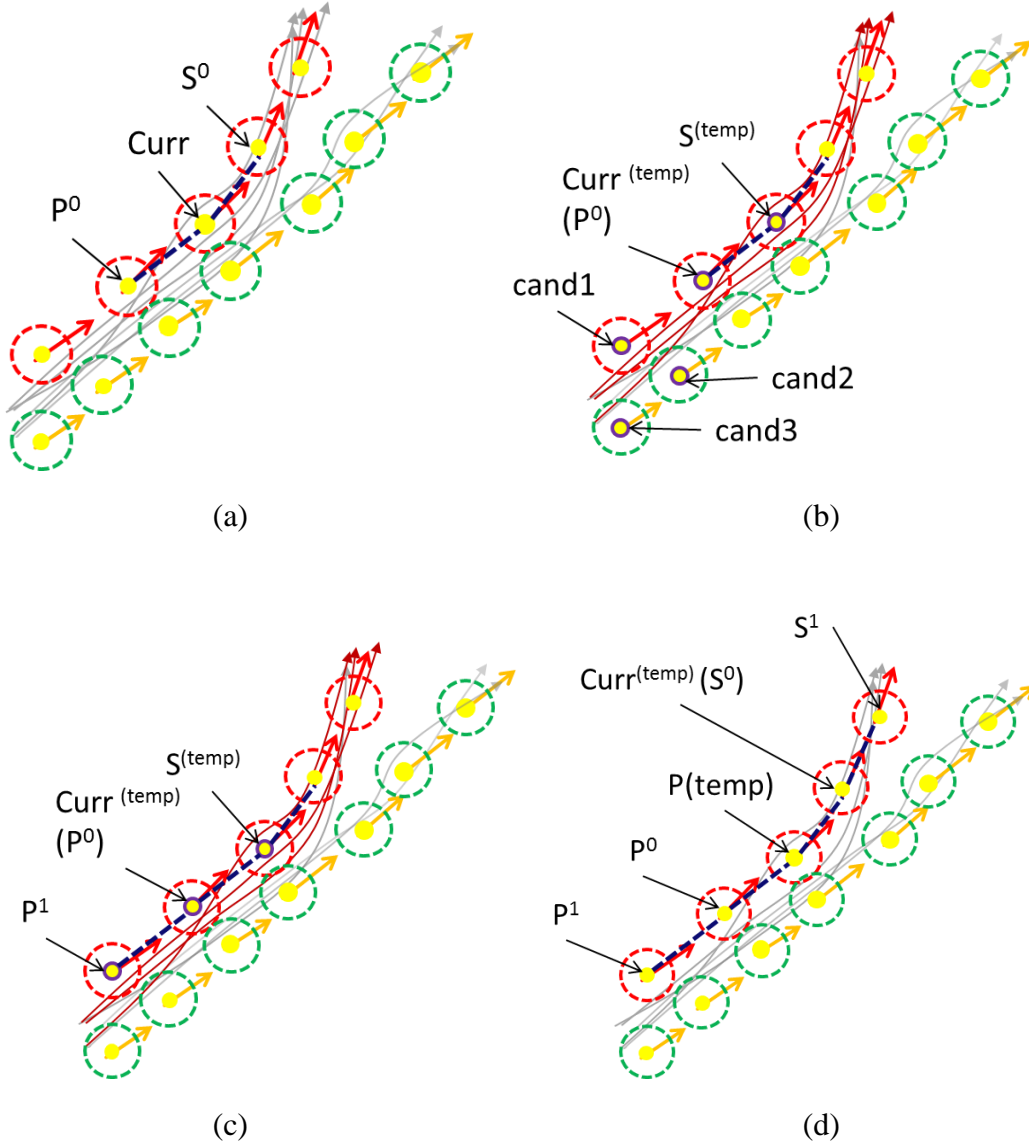 S⁰
Curr
P⁰
(a)
S(temp)
Curr (temp)
(P⁰)
cand1
cand2
cand3
(b)
S(temp)
Curr (temp)
(P⁰)
P¹
(c)
S¹
Curr(temp) (S⁰)
P(temp)
P⁰
P¹
(d)